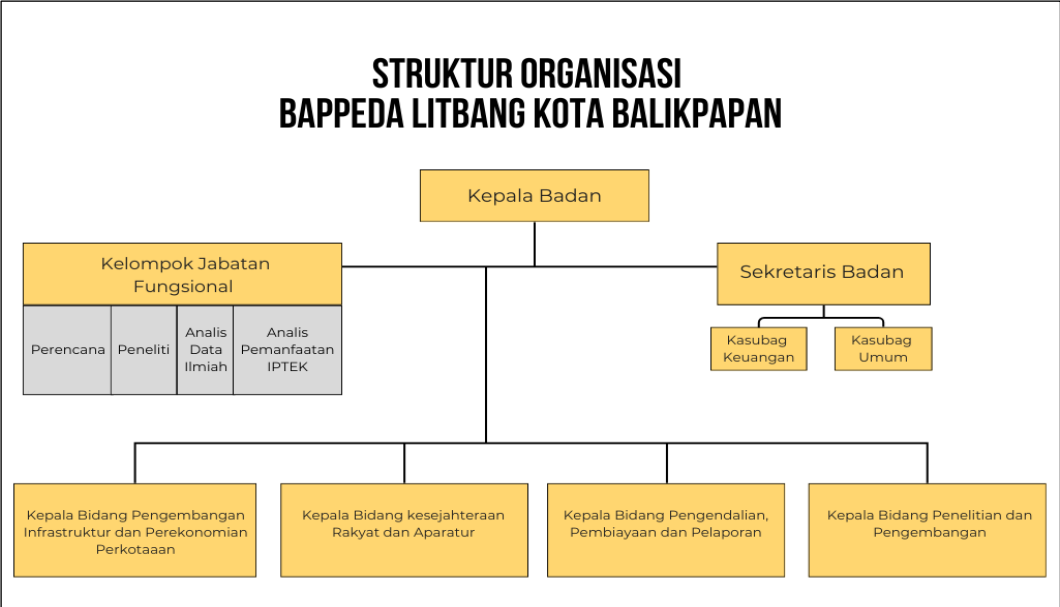 STRUKTUR ORGANISASI
BAPPEDA LITBANG KOTA BALIKPAPAN
Kepala Badan
Kelompok Jabatan
Fungsional
Perencana
Peneliti
Analis
Data
Ilmiah
Analis
Pemanfaatan
IPTEK
Sekretaris Badan
Kasubag
Keuangan
Kasubag
Umum
Kepala Bidang Pengembangan
Infrastruktur dan Perekonomian
Perkotaaan
Kepala Bidang kesejahteraan
Rakyat dan Aparatur
Kepala Bidang Pengendalian,
Pembiayaan dan Pelaporan
Kepala Bidang Penelitian dan
Pengembangan